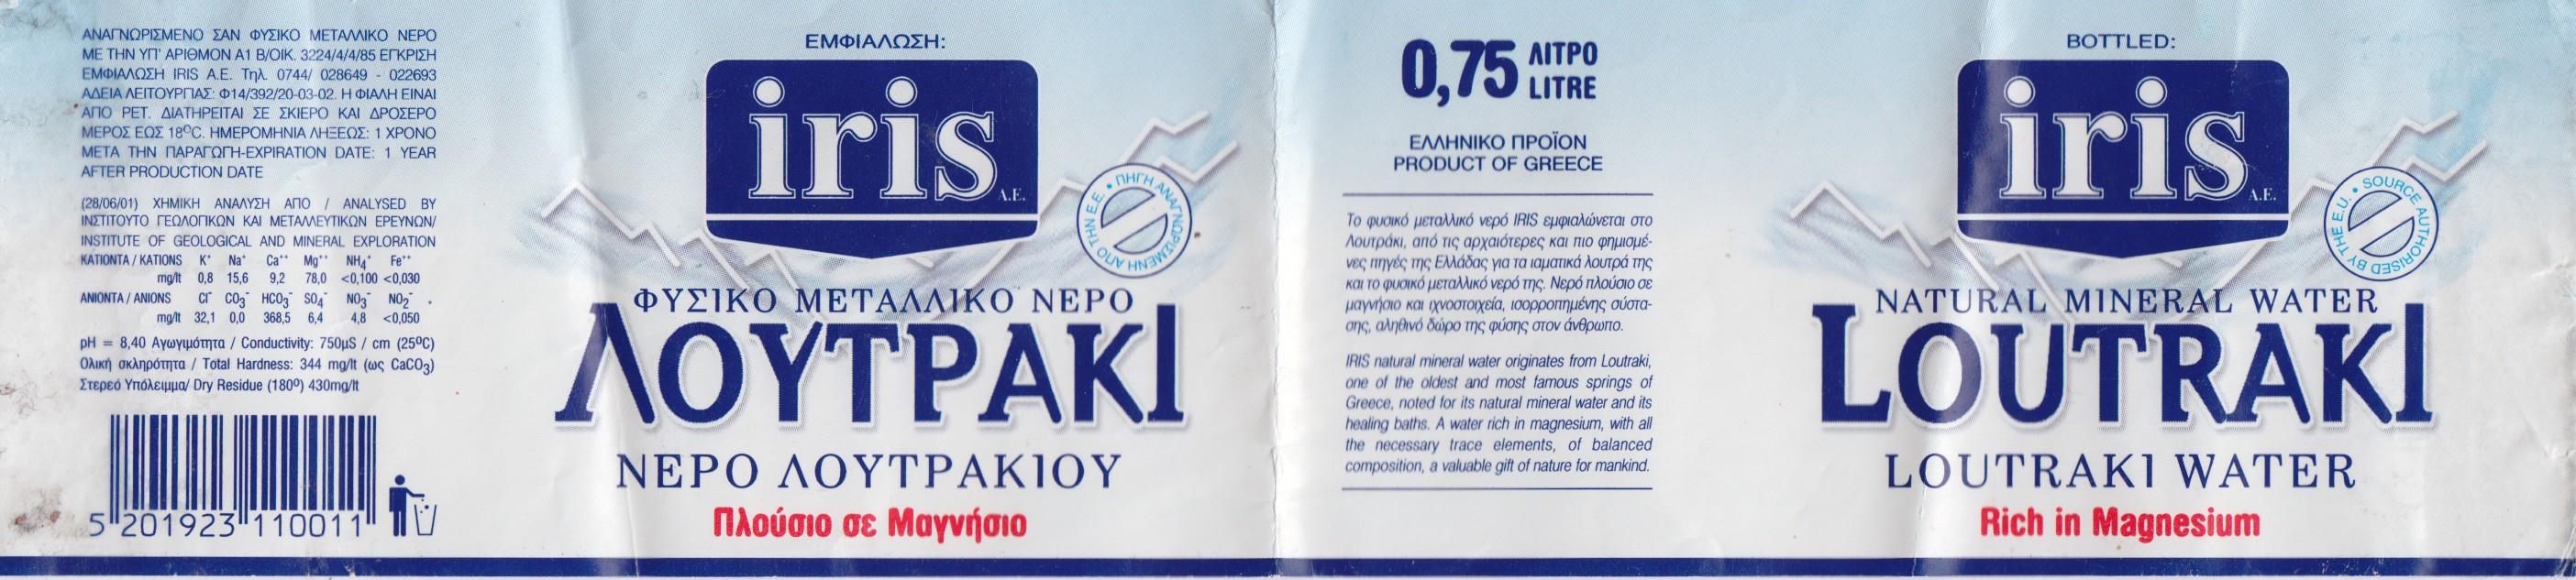 ΑΝΑΓΝΩΡΙΣΜΕΝΟ ΣΑΝ ΦΥΣΙΚΟ ΜΕΤΑΛΛΙΚΟ ΝΕΡΟ
ΜΕ ΤΗΝ ΥΠ' ΑΡΙΘΜΟΝ Α1 Β/ΟΙΚ. 3224/4/4/85 ΕΓΚΡΙΣΗ
ΕΜΦΙΑΛΩΣΗ IRIS Α.Ε. Τηλ. 0744/ 028649 - 022693
ΑΔΕΙΑ ΛΕΙΤΟΥΡΓΙΑΣ: Φ14/392/20-03-02. Η ΦΙΑΛΗ ΕΙΝΑΙ
ΑΠΟ PET. ΔΙΑΤΗΡΕΙΤΑΙ ΣΕ ΣΚΙΕΡΟ ΚΑΙ ΔΡΟΣΕΡΟ
ΜΕΡΟΣ ΕΩΣ 18ºC. ΗΜΕΡΟΜΗΝΙΑ ΛΗΞΕΩΣ: 1 ΧΡΟΝΟ
ΜΕΤΑ ΤΗΝ ΠΑΡΑΓΩΓΗ-EXPIRATION DATE: 1 YEAR
AFTER PRODUCTION DATE
(28/06/01) ΧΗΜΙΚΗ ΑΝΑΛΥΣΗ ΑΠΟ / ANALYSED BY
ΙΝΣΤΙΤΟΥΤΟ ΓΕΩΛΟΓΙΚΩΝ ΚΑΙ ΜΕΤΑΛΛΕΥΤΙΚΩΝ ΕΡΕΥΝΩΝ/
INSTITUTE OF GEOLOGICAL AND MINERAL EXPLORATION
ΚΑΤΙΟΝΤΑ / KATIONS K⁺ Na⁺ Ca⁺⁺ Mg⁺⁺ NH₄⁺ Fe⁺⁺
mg/lt 0,8 15,6 9,2 78,0 <0,100 <0,030
ΑΝΙΟΝΤΑ / ANIONS Cl⁻ CO₃⁻ HCO₃⁻ SO₄⁻ NO₃⁻ NO₂⁻
mg/lt 32,1 0,0 368,5 6,4 4,8 <0,050
pH = 8,40 Αγωγιμότητα / Conductivity: 750μS / cm (25ºC)
Ολική σκληρότητα / Total Hardness: 344 mg/lt (ως CaCO₃)
Στερεό Υπόλειμμα/ Dry Residue (180º) 430mg/lt
5 201923 110011
ΕΜΦΙΑΛΩΣΗ:
iris
Α.Ε.
ΠΗΓΗ ΑΝΑΓΝΩΡΙΣΜΕΝΗ ΑΠΟ ΤΗΝ Ε.Ε. •
ΦΥΣΙΚΟ ΜΕΤΑΛΛΙΚΟ ΝΕΡΟ
ΛΟΥΤΡΑΚΙ
ΝΕΡΟ ΛΟΥΤΡΑΚΙΟΥ
Πλούσιο σε Μαγνήσιο
0,75 ΛΙΤΡΟ
LITRE
ΕΛΛΗΝΙΚΟ ΠΡΟΪΟΝ
PRODUCT OF GREECE
Το φυσικό μεταλλικό νερό IRIS εμφιαλώνεται στο
Λουτράκι, από τις αρχαιότερες και πιο φημισμέ-
νες πηγές της Ελλάδας για τα ιαματικά λουτρά της
και το φυσικό μεταλλικό νερό της. Νερό πλούσιο σε
μαγνήσιο και ιχνοστοιχεία, ισορροπημένης σύστα-
σης, αληθινό δώρο της φύσης στον άνθρωπο.
IRIS natural mineral water originates from Loutraki,
one of the oldest and most famous springs of
Greece, noted for its natural mineral water and its
healing baths. A water rich in magnesium, with all
the necessary trace elements, of balanced
composition, a valuable gift of nature for mankind.
BOTTLED:
iris
Α.Ε.
SOURCE AUTHORISED BY THE E.U. •
NATURAL MINERAL WATER
LOUTRAKI
LOUTRAKI WATER
Rich in Magnesium